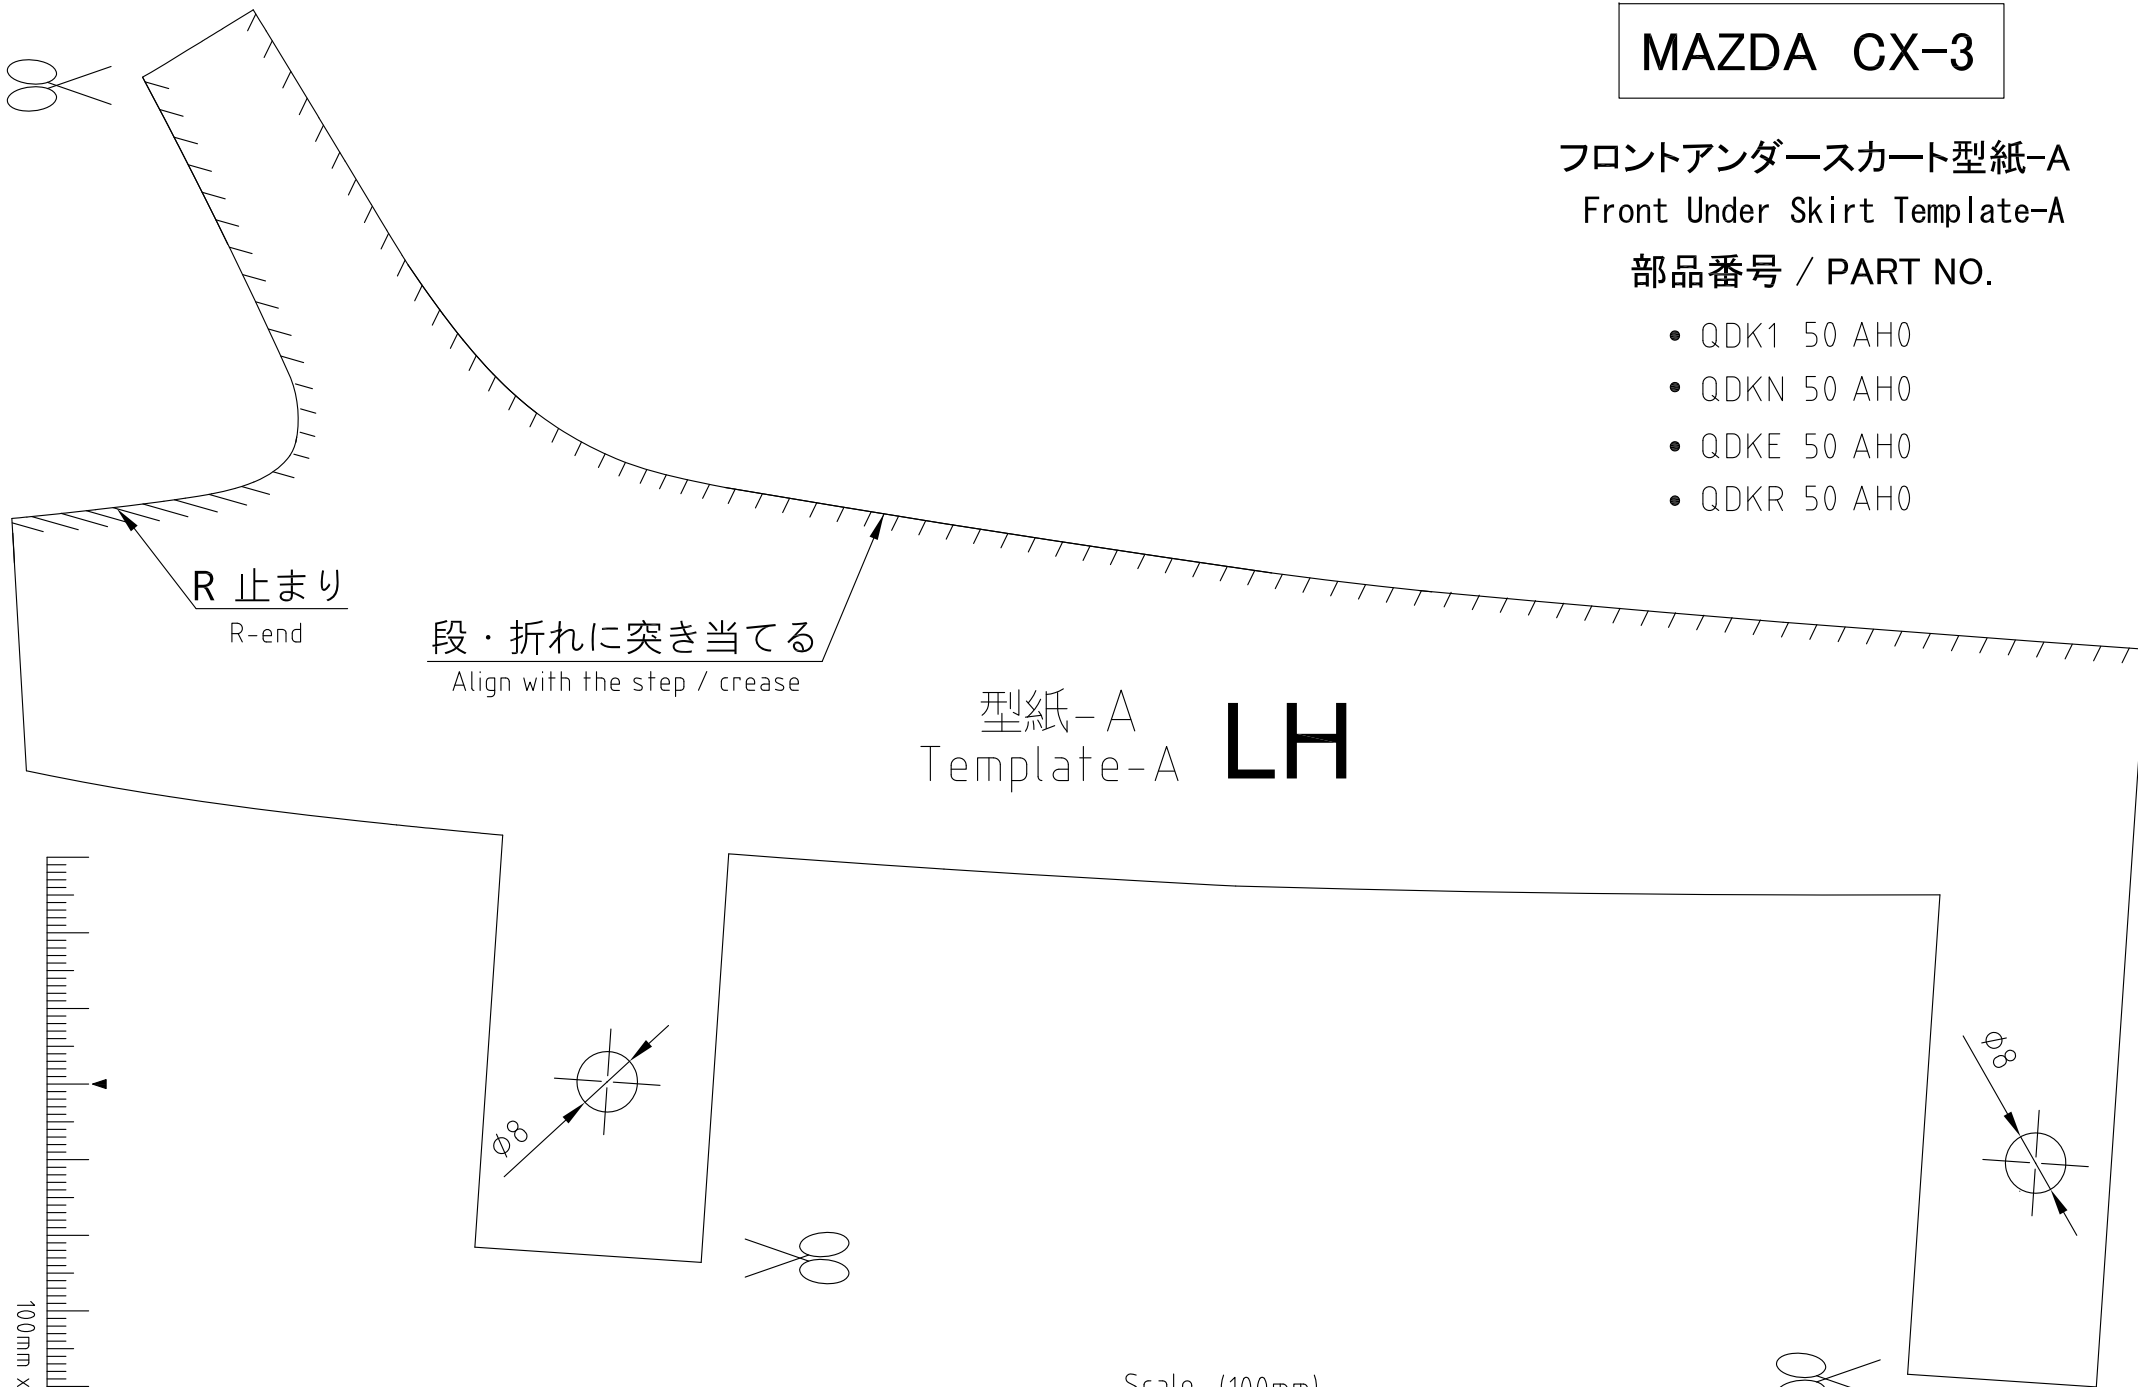 MAZDA CX-3
フロントアンダースカート型紙-A
Front Under Skirt Template-A
部品番号 / PART NO.
• QDK1 50 AH0
• QDKN 50 AH0
• QDKE 50 AH0
• QDKR 50 AH0
R 止まり
R-end
段・折れに突き当てる
Align with the step / crease
型紙-A
Template-A
LH
φ8
φ8
100mm x
Scale (100mm)